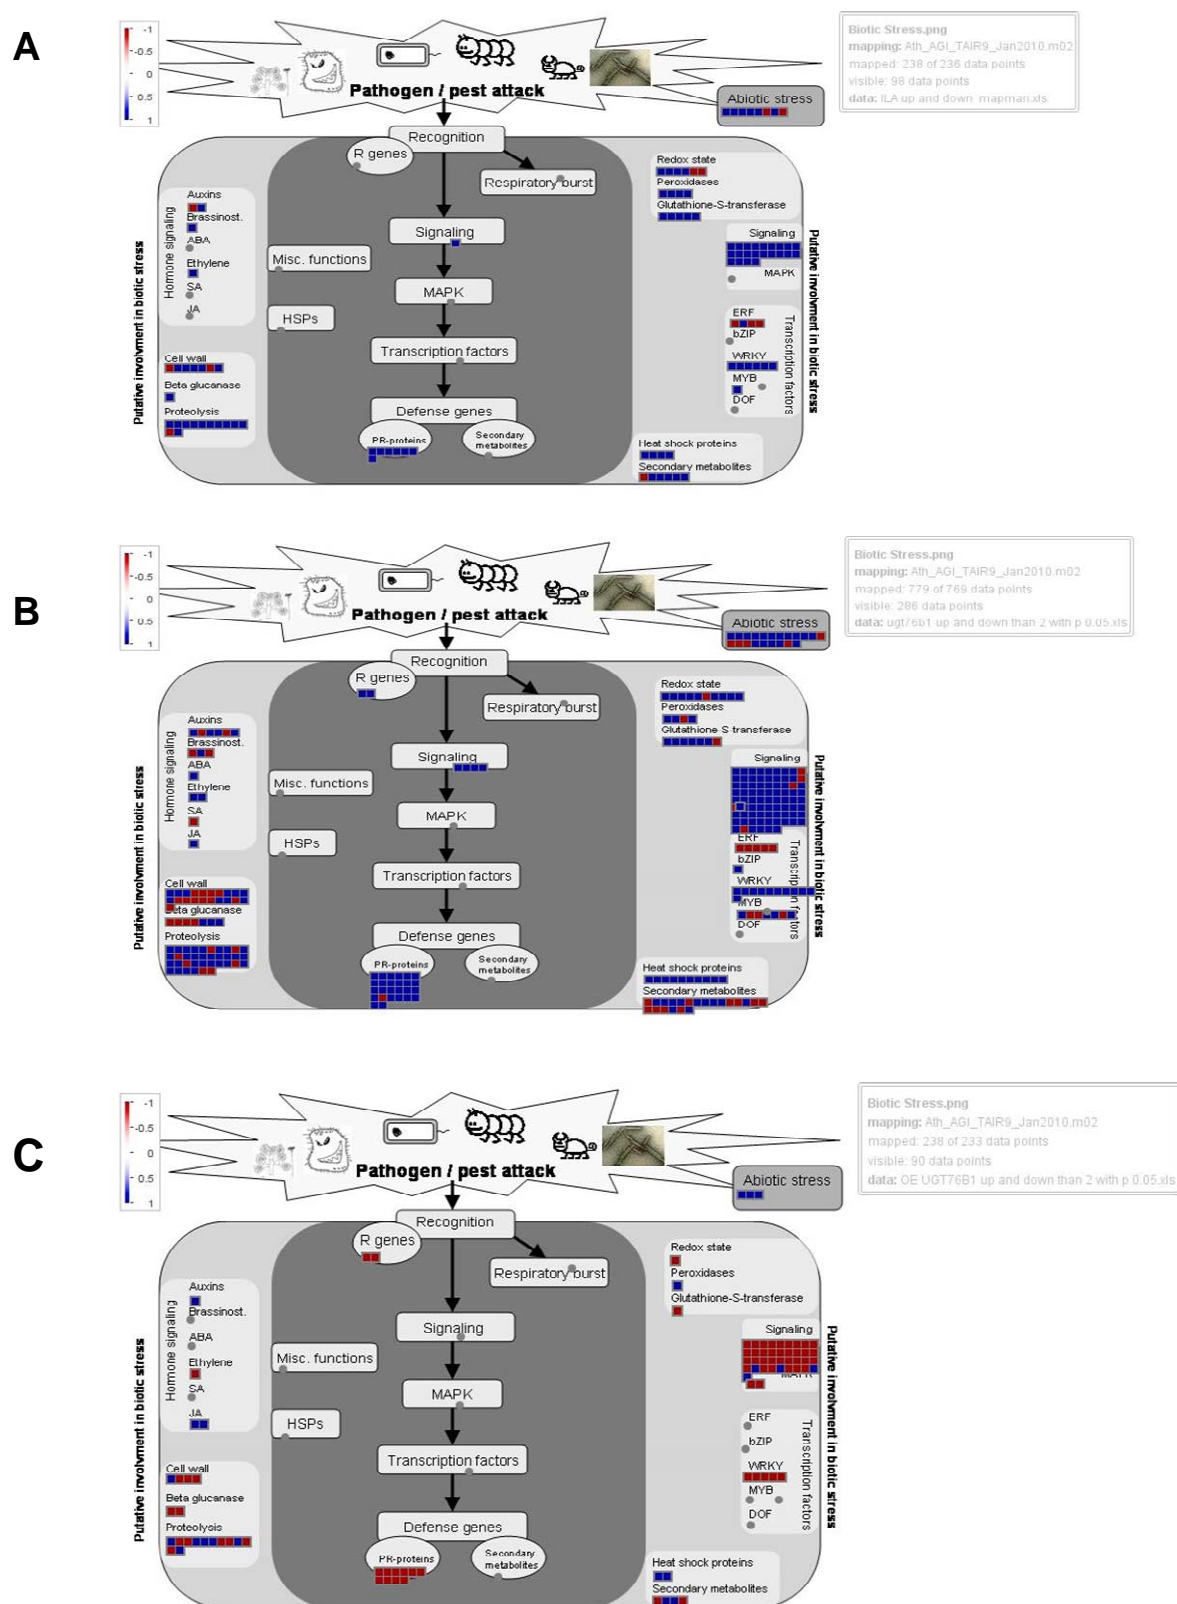 A
-1
-0.5
0
0.5
1
Pathogen / pest attack
Biotic Stress.png
mapping: Ath_AGI_TAIR9_Jan2010.m02
mapped: 238 of 236 data points
visible: 98 data points
data: ILA up and down mapman.xls
Abiotic stress
Recognition
R genes
Respiratory burst
Signaling
Misc. functions
MAPK
HSPs
Transcription factors
Defense genes
PR-proteins
Secondary
metabolites
Putative involvment in biotic stress
Hormone signaling
Auxins
Brassinost.
ABA
Ethylene
SA
JA
Cell wall
Beta glucanase
Proteolysis
Redox state
Peroxidases
Glutathione-S-transferase
Signaling
MAPK
ERF
bZIP
WRKY
MYB
DOF
Transcription factors
Putative involvment in biotic stress
Heat shock proteins
Secondary metabolites
B
-1
-0.5
0
0.5
1
Pathogen / pest attack
Biotic Stress.png
mapping: Ath_AGI_TAIR9_Jan2010.m02
mapped: 779 of 769 data points
visible: 286 data points
data: ugt76b1 up and down than 2 with p 0.05.xls
Abiotic stress
Recognition
R genes
Respiratory burst
Signaling
Misc. functions
MAPK
HSPs
Transcription factors
Defense genes
PR-proteins
Secondary
metabolites
Putative involvment in biotic stress
Hormone signaling
Auxins
Brassinost.
ABA
Ethylene
SA
JA
Cell wall
Beta glucanase
Proteolysis
Redox state
Peroxidases
Glutathione S transferase
Signaling
ERF
bZIP
WRKY
MYB
DOF
Transcription factors
Putative involvment in biotic stress
Heat shock proteins
Secondary metabolites
C
-1
-0.5
0
0.5
1
Pathogen / pest attack
Biotic Stress.png
mapping: Ath_AGI_TAIR9_Jan2010.m02
mapped: 238 of 233 data points
visible: 90 data points
data: OE UGT76B1 up and down than 2 with p 0.05.xls
Abiotic stress
Recognition
R genes
Respiratory burst
Signaling
Misc. functions
MAPK
HSPs
Transcription factors
Defense genes
PR-proteins
Secondary
metabolites
Putative involvment in biotic stress
Hormone signaling
Auxins
Brassinost.
ABA
Ethylene
SA
JA
Cell wall
Beta glucanase
Proteolysis
Redox state
Peroxidases
Glutathione-S-transferase
Signaling
MAPK
ERF
bZIP
WRKY
MYB
DOF
Transcription factors
Putative involvment in biotic stress
Heat shock proteins
Secondary metabolites